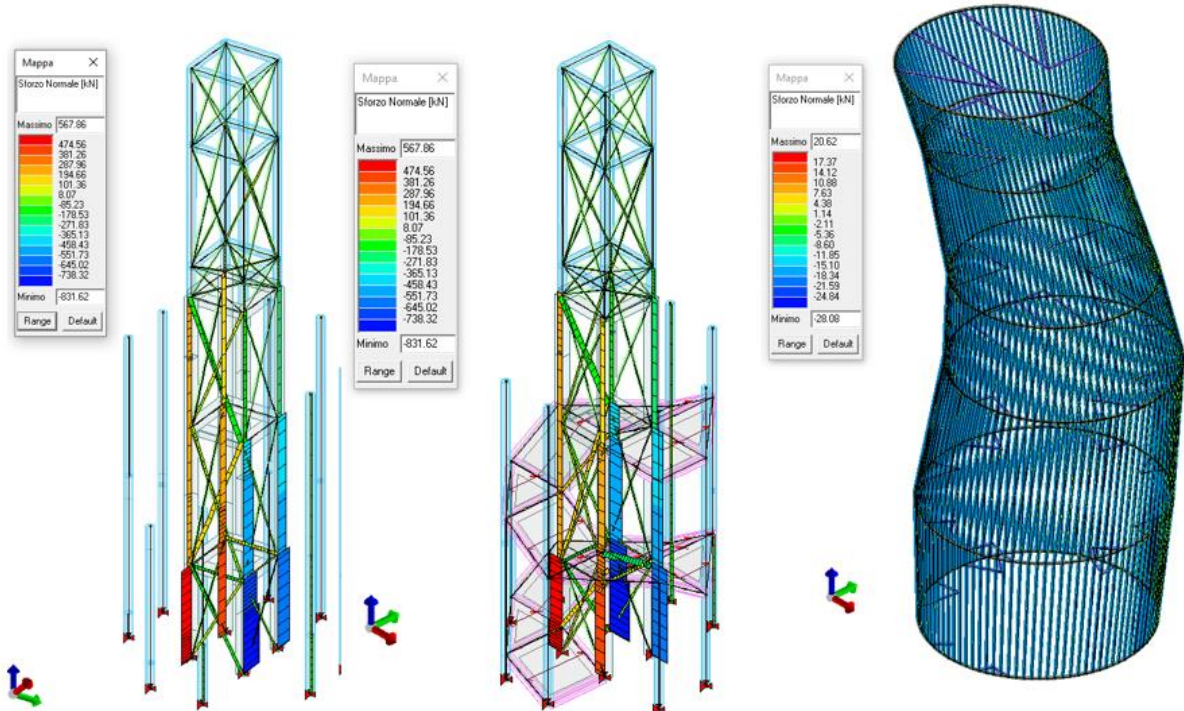 Mappa
Sforzo Normale [kN]
Massimo 567.86
474.56
381.26
287.96
194.66
101.36
8.07
-85.23
-178.53
-271.83
-365.13
-458.43
-551.73
-645.02
-738.32
Minimo -831.62
Range Default
Mappa
Sforzo Normale [kN]
Massimo 567.86
474.56
381.26
287.96
194.66
101.36
8.07
-85.23
-178.53
-271.83
-365.13
-458.43
-551.73
-645.02
-738.32
Minimo -831.62
Range Default
Mappa
Sforzo Normale [kN]
Massimo 20.62
17.37
14.12
10.88
7.63
4.38
1.14
-2.11
-5.36
-8.60
-11.85
-15.10
-18.34
-21.59
-24.84
Minimo -28.08
Range Default